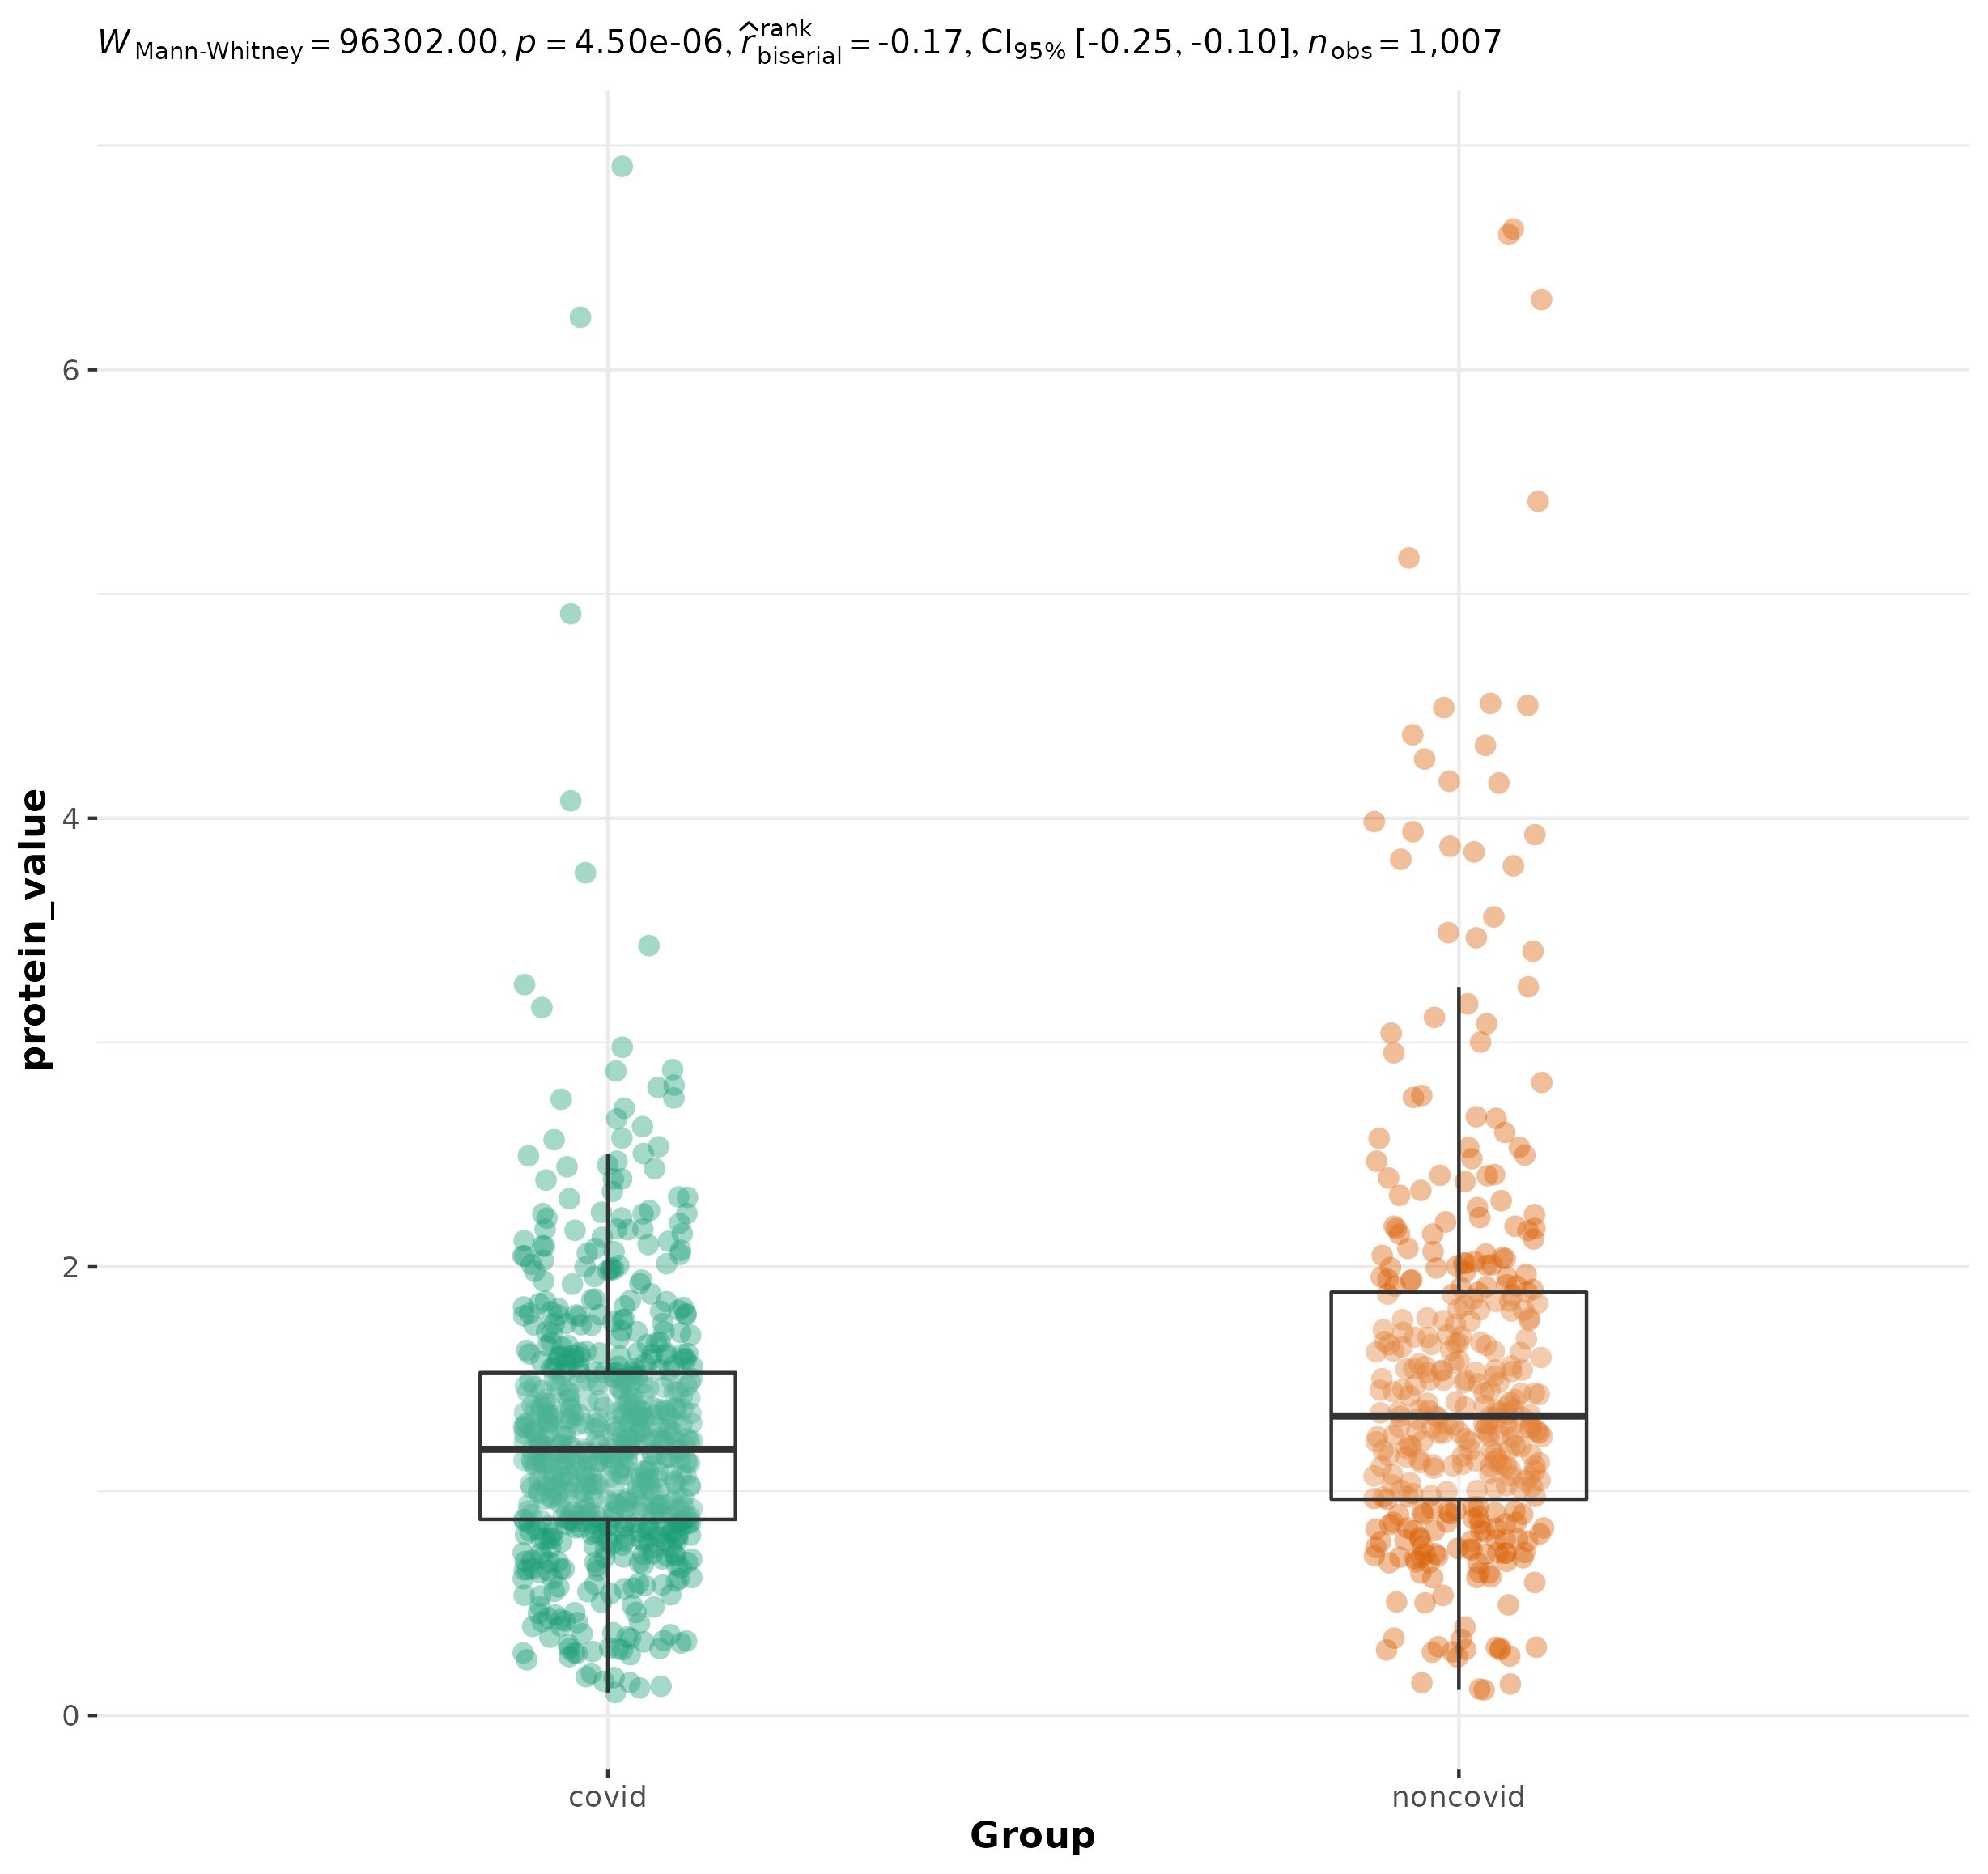 W Mann-Whitney = 96302.00, p = 4.50e-06, r̂ rank biserial = -0.17, CI95% [-0.25, -0.10], n obs = 1,007
6
4
2
0
protein_value
covid noncovid
Group